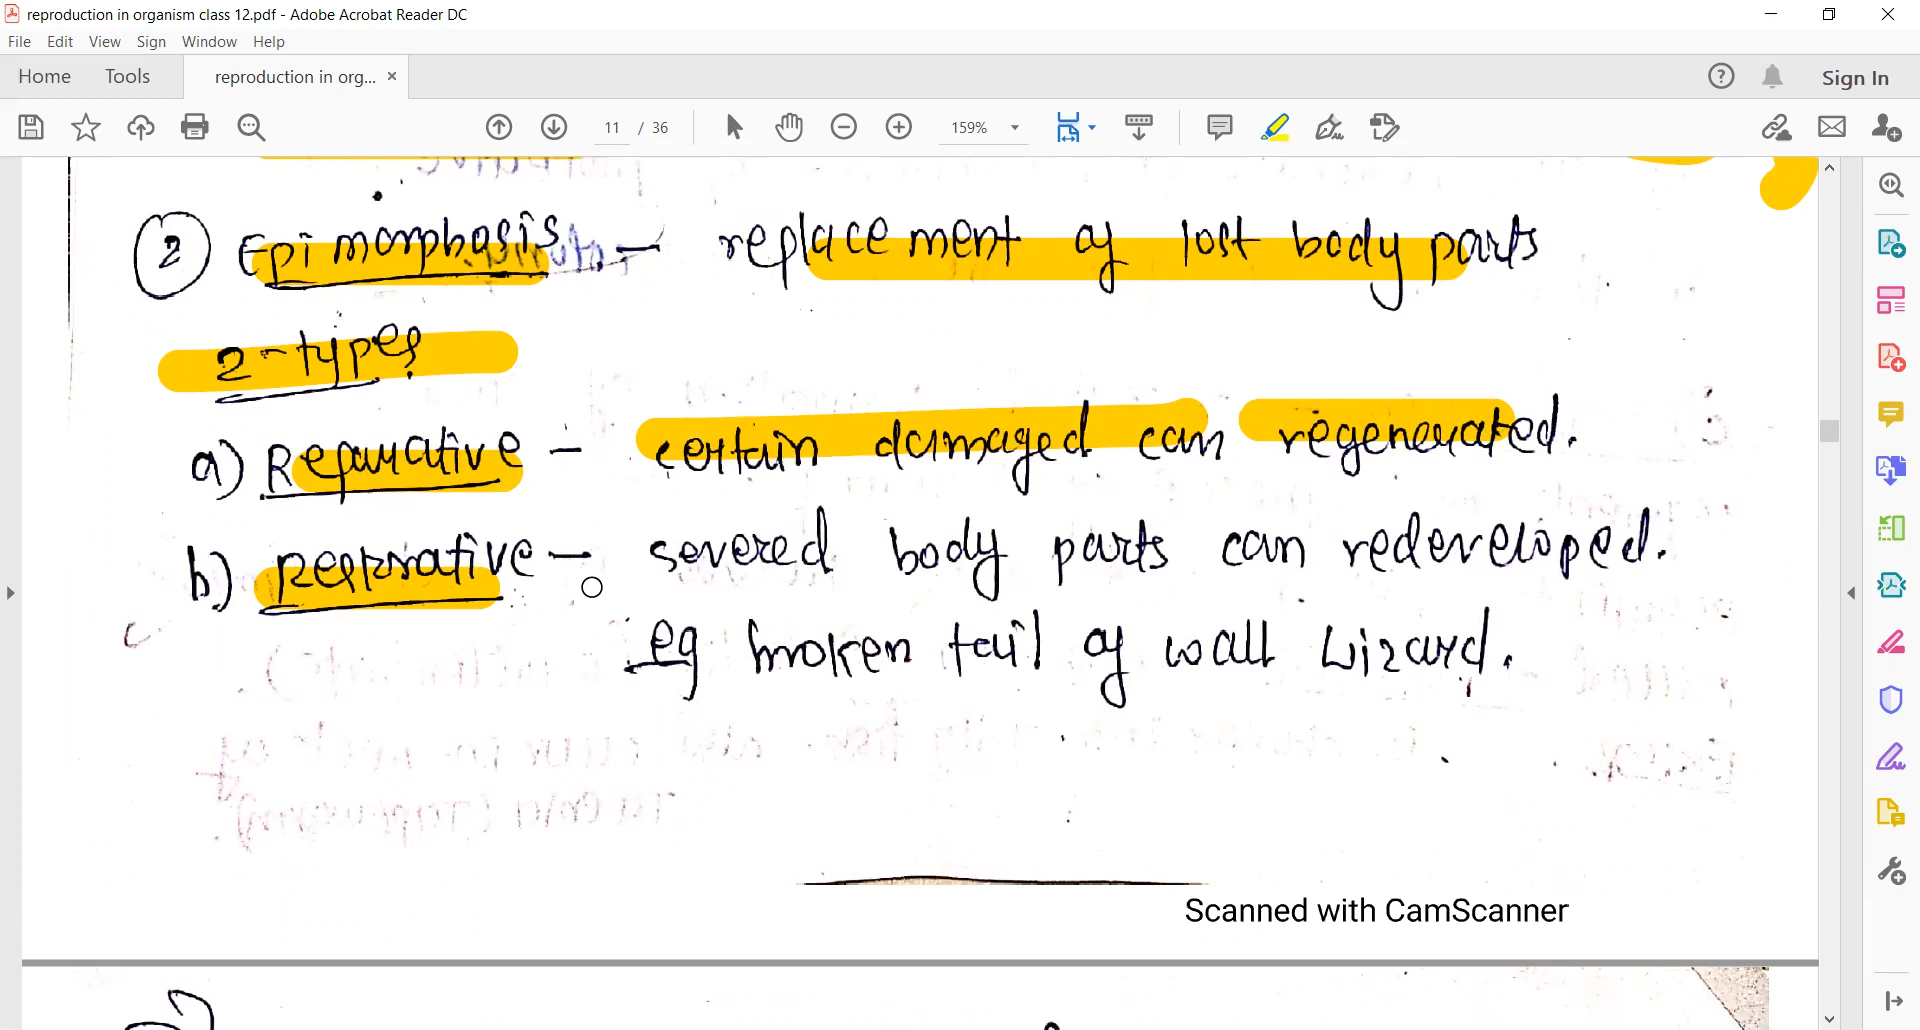 reproduction in organism class 12.pdf - Adobe Acrobat Reader DC
File Edit View Sign Window Help
Home Tools reproduction in org... × Sign In
11 / 36 159%
2 Epimorphosis - replacement of lost body parts
2-types
a) Reparative - certain damaged can regenerated.
b) Restorative - severed body parts can redeveloped.
eg broken tail of wall Lizard.
Scanned with CamScanner